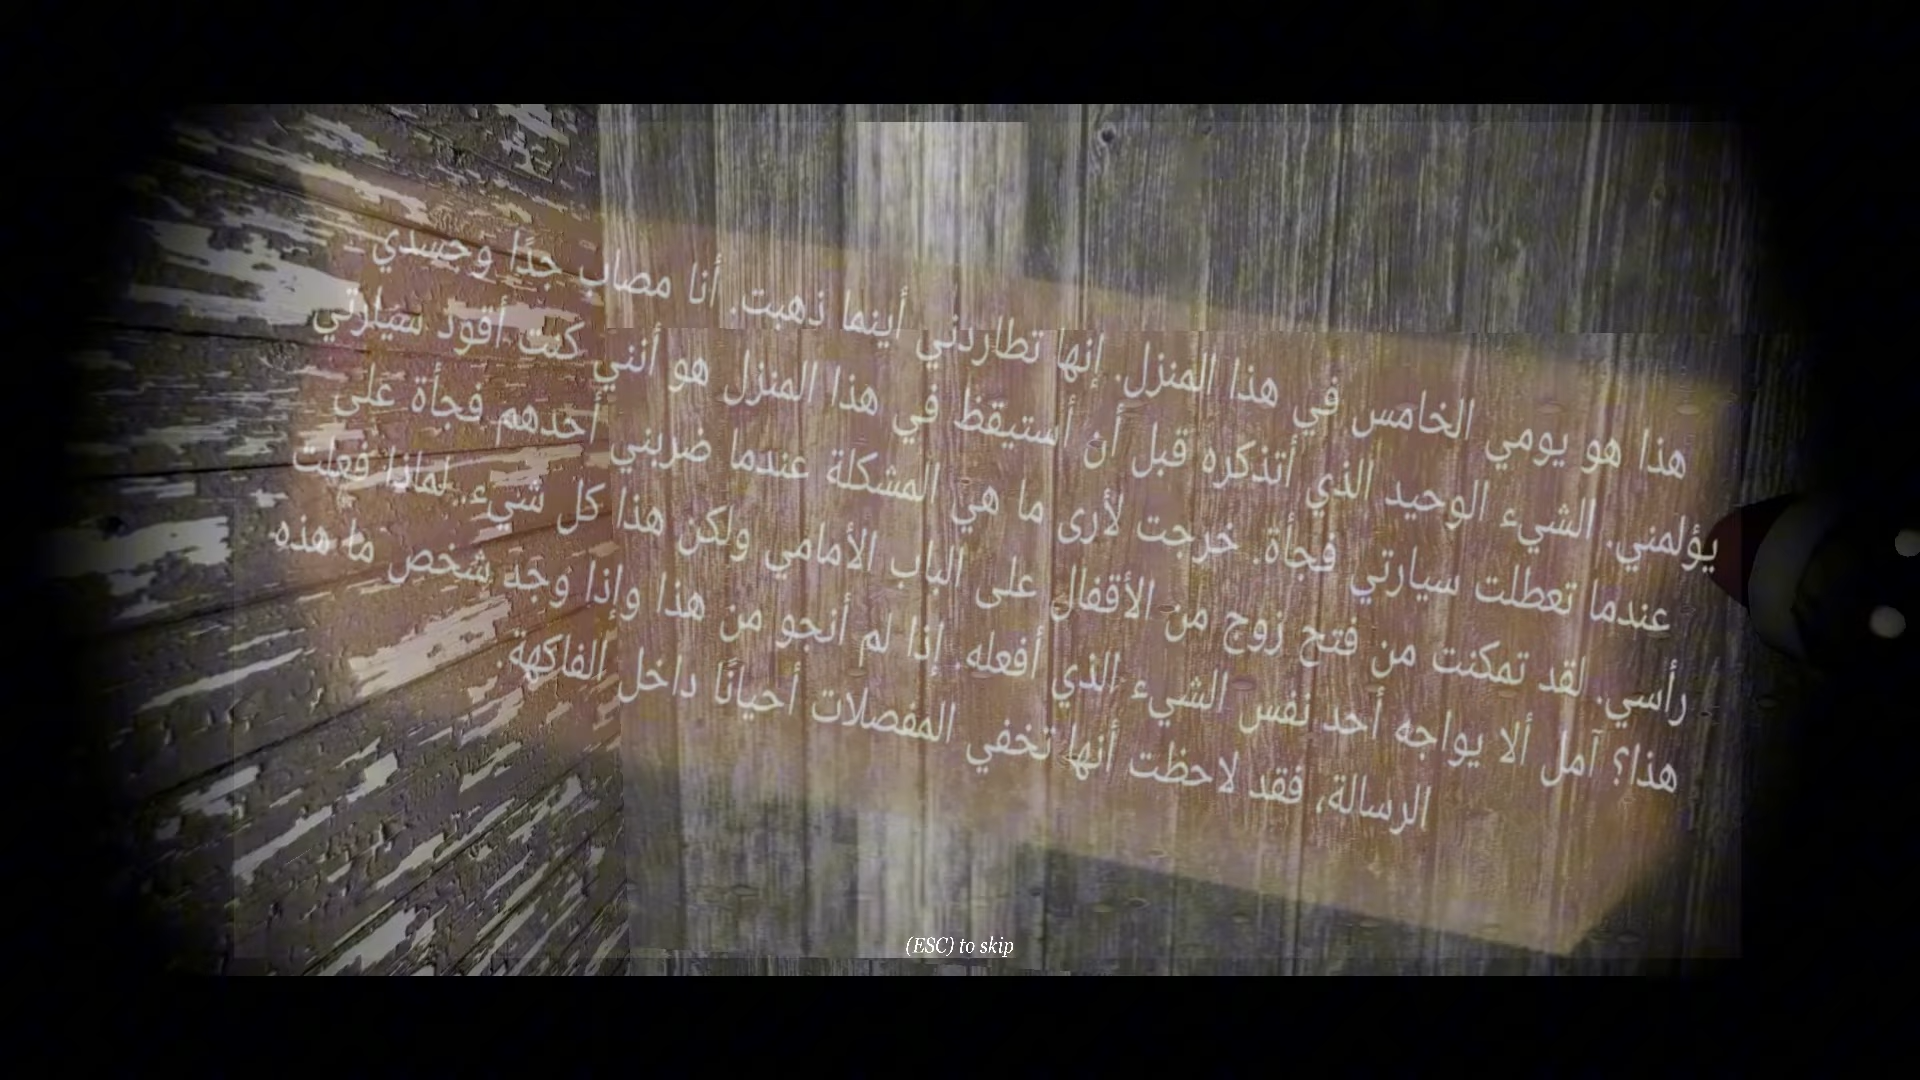 هذا هو يومي الخامس في هذا المنزل. إنها تطاردني أينما ذهبت. أنا مصاب جدًا وجسدي
يؤلمني. الشيء الوحيد الذي أتذكره قبل أن أستيقظ في هذا المنزل هو أنني كنت أقود سيارتي
عندما تعطلت سيارتي فجأة. خرجت لأرى ما هي المشكلة عندما ضربني أحدهم فجأة على
رأسي. لقد تمكنت من فتح زوج من الأقفال على الباب الأمامي ولكن هذا كل شيء. لماذا فعلت
هذا؟ آمل ألا يواجه أحد نفس الشيء الذي أفعله. إذا لم أنجو من هذا وإذا وجد شخص ما هذه
الرسالة، فقد لاحظت أنها تخفي المفصلات أحيانًا داخل الفاكهة.
(ESC) to skip